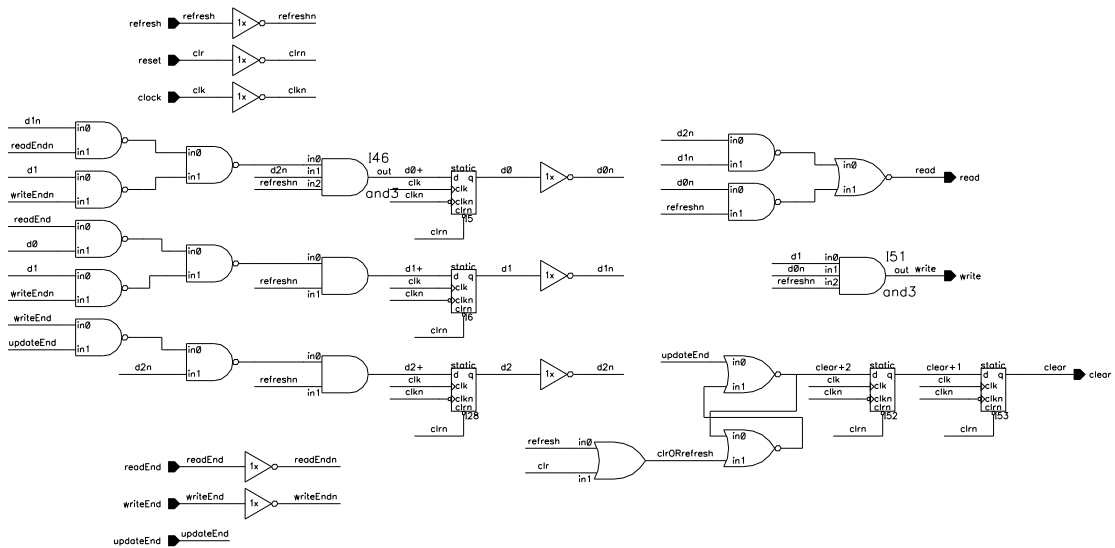 refresh refresh 1x refreshn
reset clr 1x clrn
clock clk 1x clkn
d1n in0
readEndn in1
in0
in1
d1 in0
writeEndn in1
in0
d2n in1
refreshn in2
I46
out
and3
d0+ static
d q
clk clk
clkn clkn
clrn
I5
clrn
d0 1x d0n
readEnd in0
d0 in1
in0
in1
d1 in0
writeEndn in1
in0
refreshn
in1
d1+ static
d q
clk clk
clkn clkn
clrn
I6
clrn
d1 1x d1n
writeEnd in0
updateEnd in1
in0
d2n in1
in0
refreshn
in1
d2+ static
d q
clk clk
clkn clkn
clrn
I28
clrn
d2 1x d2n
d2n in0
d1n in1
d0n in0
refreshn in1
in0
in1
read read
d1 in0
d0n in1
refreshn in2
I51
out write write
and3
updateEnd in0
in1
in0
clrORrefresh in1
refresh in0
clr
in1
clear+2 static
d q
clk clk
clkn clkn
clrn
I52
clrn
clear+1 static
d q
clk clk
clkn clkn
clrn
I53
clrn
clear clear
readEnd readEnd 1x readEndn
writeEnd writeEnd 1x writeEndn
updateEnd updateEnd